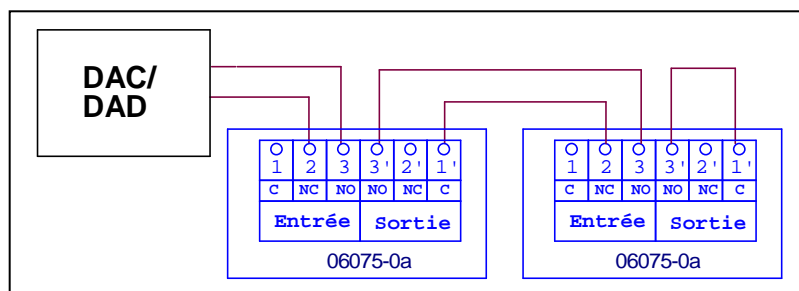 DAC/
DAD
1 2 3 3' 2' 1'
C NC NO NO NC C
Entrée Sortie
06075-0a
1 2 3 3' 2' 1'
C NC NO NO NC C
Entrée Sortie
06075-0a